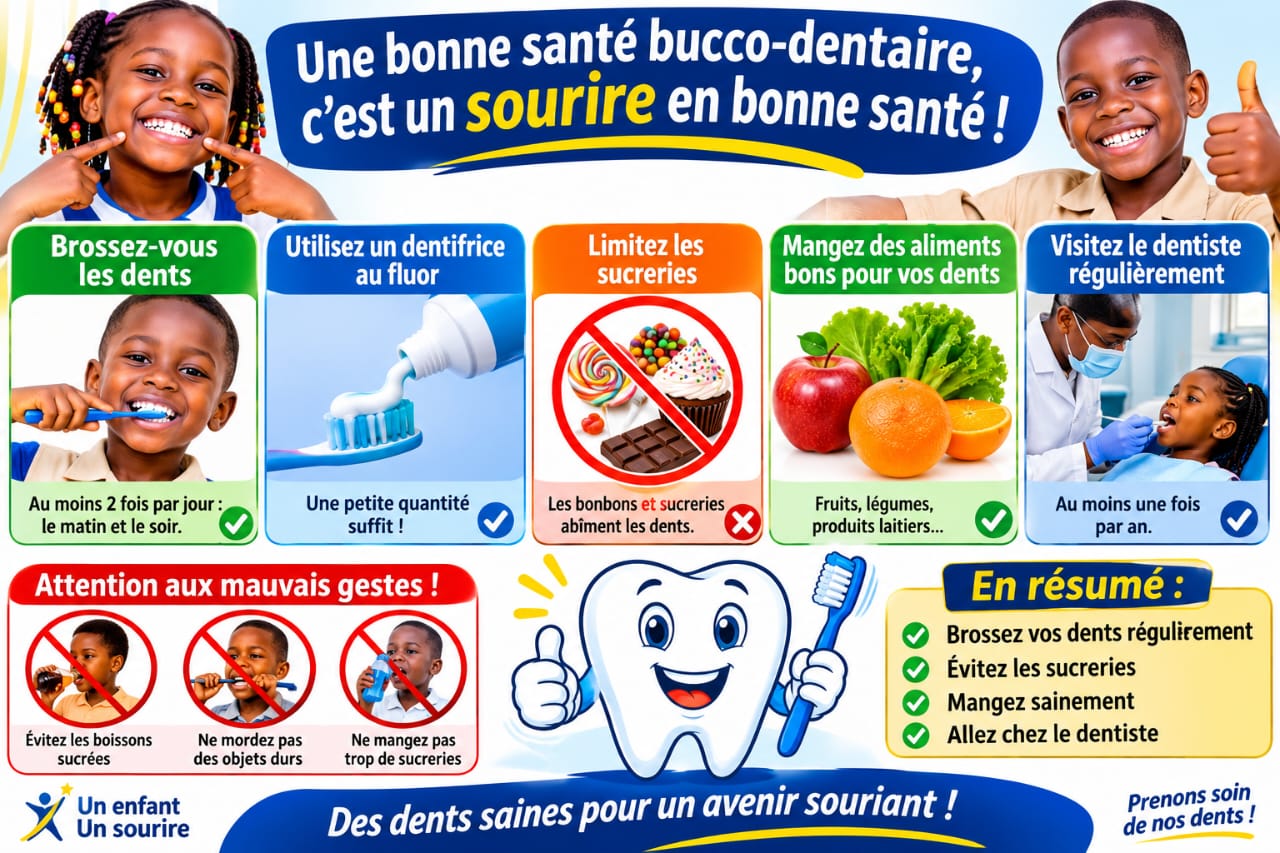 Une bonne santé bucco-dentaire,
c'est un sourire en bonne santé !
Brossez-vous
les dents
Au moins 2 fois par jour :
le matin et le soir.
Utilisez un dentifrice
au fluor
Une petite quantité
suffit !
Limitez les
sucreries
Les bonbons et sucreries
abîment les dents.
Mangez des aliments
bons pour vos dents
Fruits, légumes,
produits laitiers...
Visitez le dentiste
régulièrement
Au moins une fois
par an.
Attention aux mauvais gestes !
Évitez les boissons
sucrées
Ne mordez pas
des objets durs
Ne mangez pas
trop de sucreries
En résumé :
Brossez vos dents régulièrement
Évitez les sucreries
Mangez sainement
Allez chez le dentiste
Un enfant
Un sourire
Des dents saines pour un avenir souriant !
Prenons soin
de nos dents !